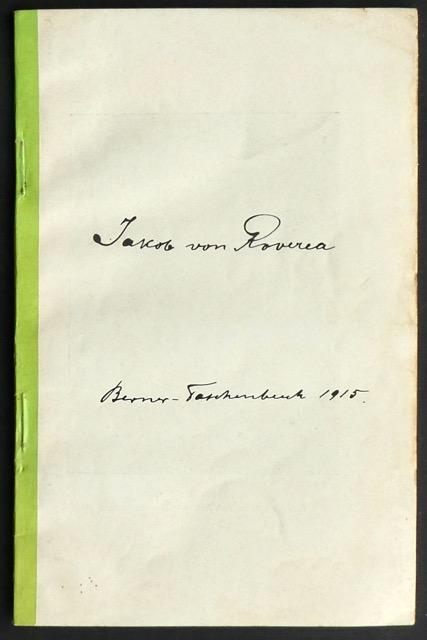 Jakob von Roverea
Berner-Taschenbuch 1915.